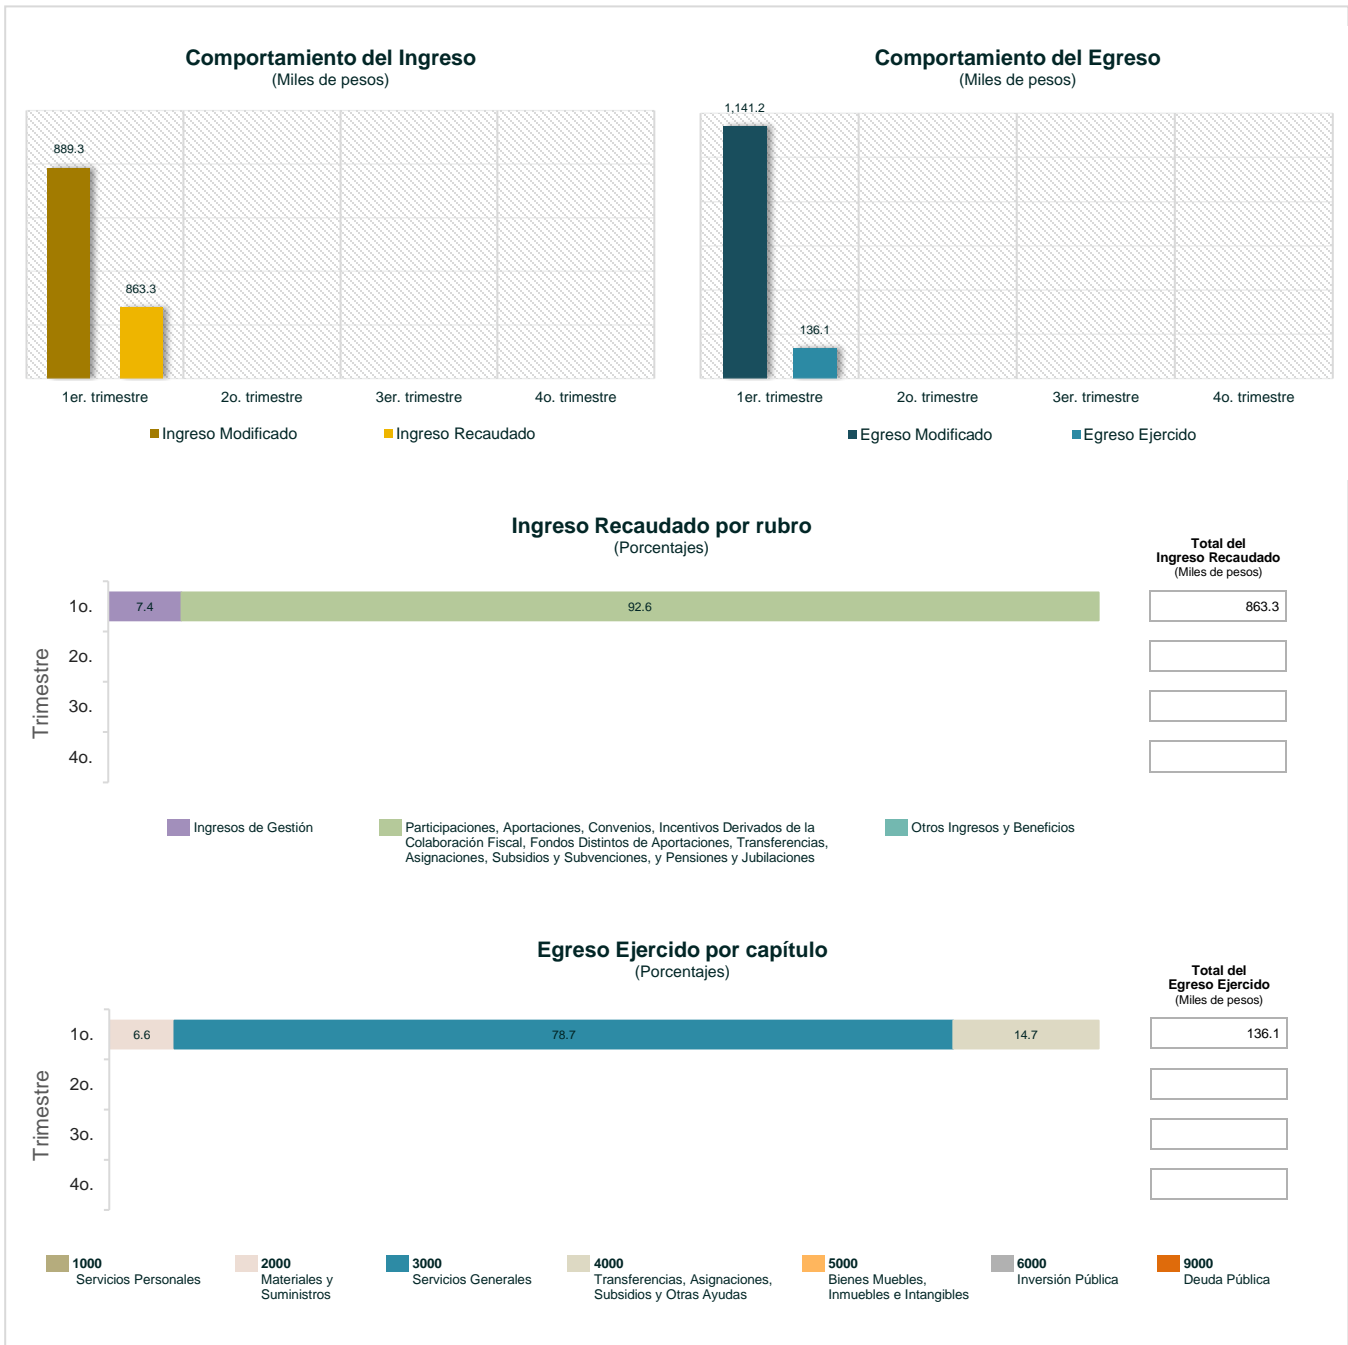 Comportamiento del Ingreso
(Miles de pesos)
889.3
863.3
1er. trimestre
2o. trimestre
3er. trimestre
4o. trimestre
Ingreso Modificado
Ingreso Recaudado
Comportamiento del Egreso
(Miles de pesos)
1,141.2
136.1
1er. trimestre
2o. trimestre
3er. trimestre
4o. trimestre
Egreso Modificado
Egreso Ejercido
Ingreso Recaudado por rubro
(Porcentajes)
Total del
Ingreso Recaudado
(Miles de pesos)
Trimestre
1o.
7.4
92.6
863.3
2o.
3o.
4o.
Ingresos de Gestión
Participaciones, Aportaciones, Convenios, Incentivos Derivados de la
Colaboración Fiscal, Fondos Distintos de Aportaciones, Transferencias,
Asignaciones, Subsidios y Subvenciones, y Pensiones y Jubilaciones
Otros Ingresos y Beneficios
Egreso Ejercido por capítulo
(Porcentajes)
Total del
Egreso Ejercido
(Miles de pesos)
Trimestre
1o.
6.6
78.7
14.7
136.1
2o.
3o.
4o.
1000
Servicios Personales
2000
Materiales y
Suministros
3000
Servicios Generales
4000
Transferencias, Asignaciones,
Subsidios y Otras Ayudas
5000
Bienes Muebles,
Inmuebles e Intangibles
6000
Inversión Pública
9000
Deuda Pública